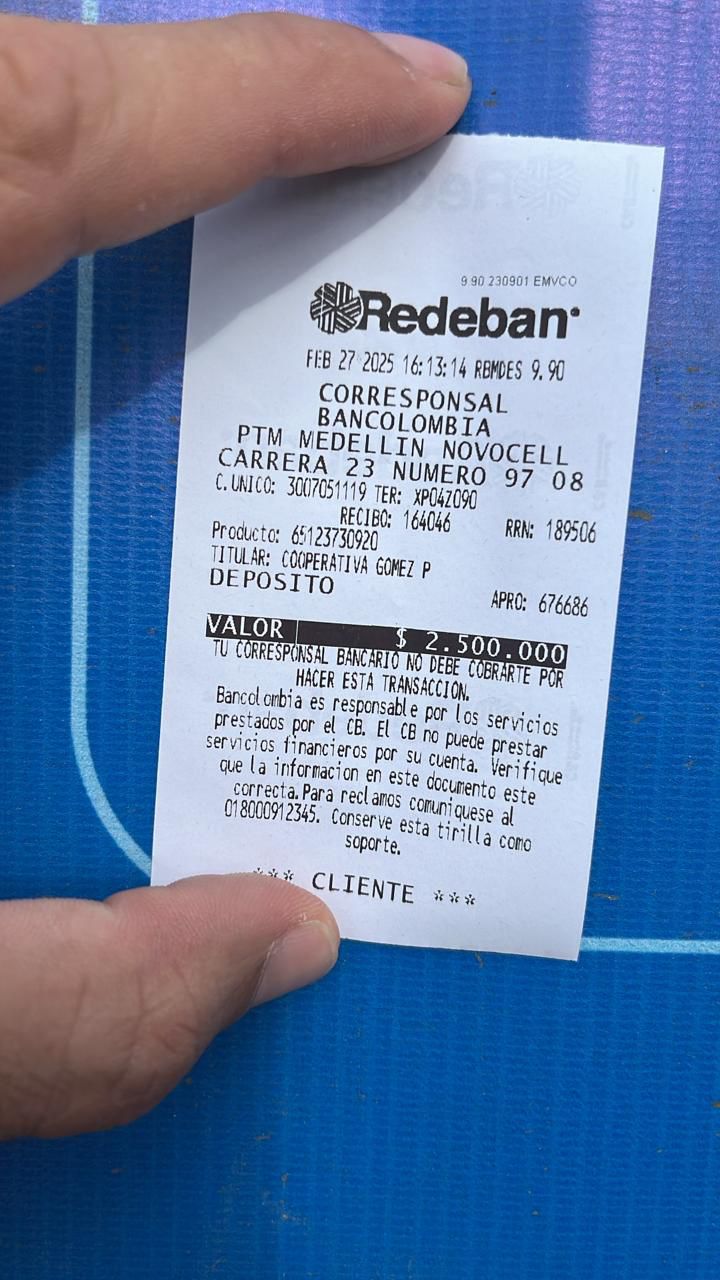 9.90 230901 EMVCO
Redeban
FEB 27 2025 16:13:14 RBMDES 9.90
CORRESPONSAL
BANCOLOMBIA
PTM MEDELLIN NOVOCELL
CARRERA 23 NUMERO 97 08
C.UNICO: 3007051119 TER: XP04Z090
RECIBO: 164046 RRN: 189506
Producto: 65123730920
TITULAR: COOPERATIVA GOMEZ P
DEPOSITO APRO: 676686
VALOR $ 2.500.000
TU CORRESPONSAL BANCARIO NO DEBE COBRARTE POR
HACER ESTA TRANSACCION.
Bancolombia es responsable por los servicios
prestados por el CB. El CB no puede prestar
servicios financieros por su cuenta. Verifique
que la informacion en este documento este
correcta.Para reclamos comuniquese al
018000912345. Conserve esta tirilla como
soporte.
*** CLIENTE ***